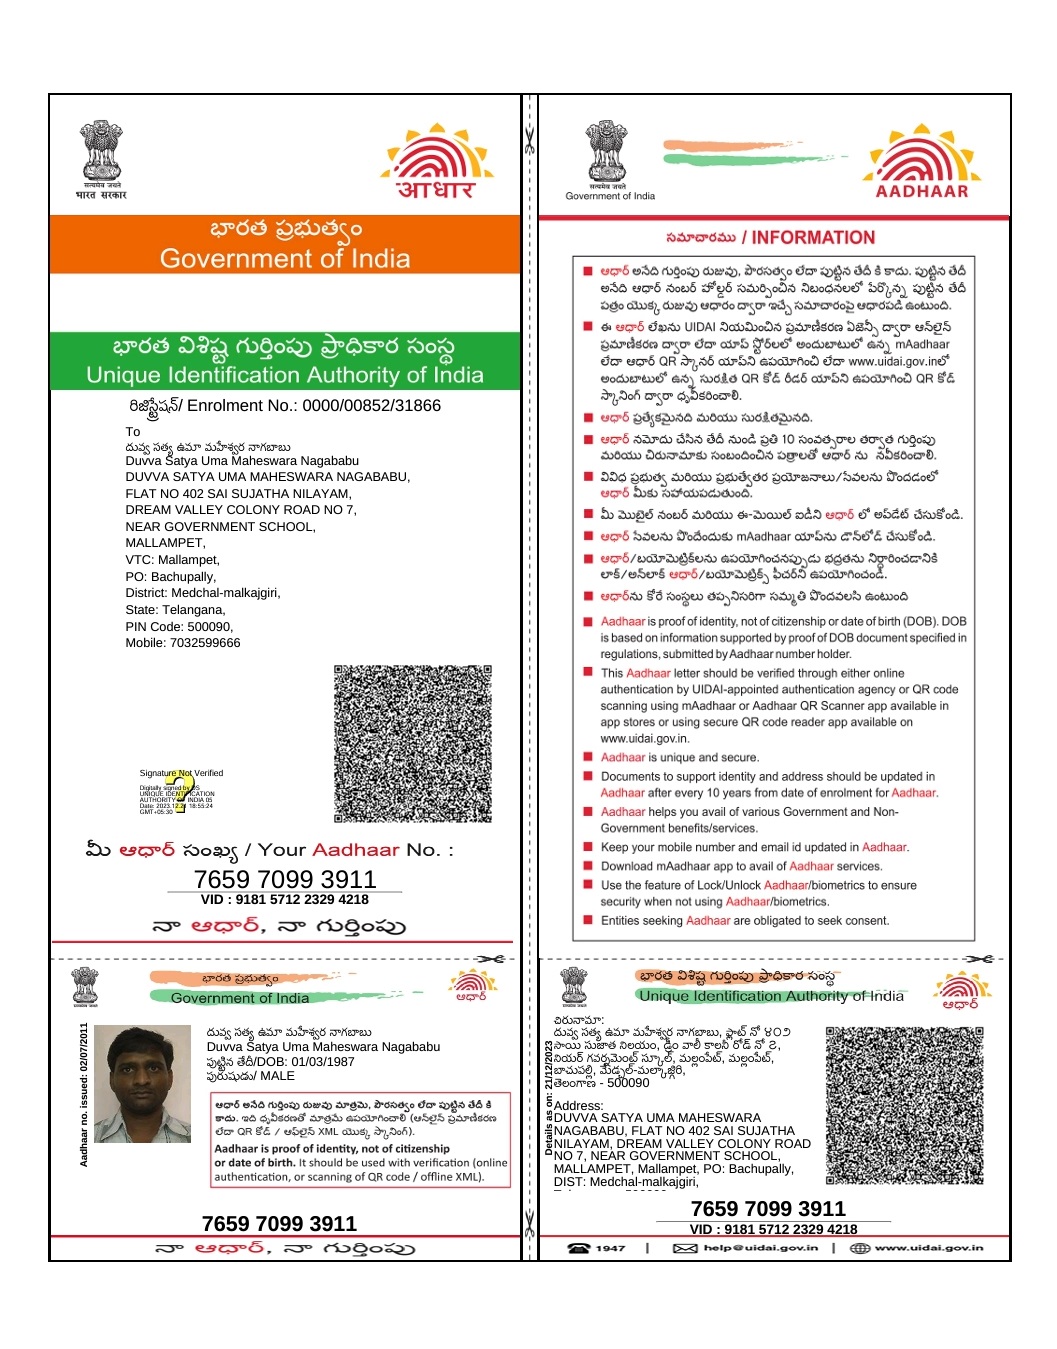 सत्यमेव जयते
भारत सरकार
आधार
భారత ప్రభుత్వం
Government of India
భారత విశిష్ట గుర్తింపు ప్రాధికార సంస్థ
Unique Identification Authority of India
రిజిస్ట్రేషన్/ Enrolment No.: 0000/00852/31866
To
దువ్వ సత్య ఉమా మహేశ్వర నాగబాబు
Duvva Satya Uma Maheswara Nagababu
DUVVA SATYA UMA MAHESWARA NAGABABU,
FLAT NO 402 SAI SUJATHA NILAYAM,
DREAM VALLEY COLONY ROAD NO 7,
NEAR GOVERNMENT SCHOOL,
MALLAMPET,
VTC: Mallampet,
PO: Bachupally,
District: Medchal-malkajgiri,
State: Telangana,
PIN Code: 500090,
Mobile: 7032599666
Signature Not Verified
Digitally signed by DS
UNIQUE IDENTIFICATION
AUTHORITY OF INDIA 05
Date: 2023.12.21 18:55:24
GMT+05:30
మీ ఆధార్ సంఖ్య / Your Aadhaar No. :
7659 7099 3911
VID : 9181 5712 2329 4218
నా ఆధార్, నా గుర్తింపు
सत्यमेव जयते
Government of India
AADHAAR
సమాచారము / INFORMATION
ఆధార్ అనేది గుర్తింపు రుజువు, పౌరసత్వం లేదా పుట్టిన తేదీ కి కాదు. పుట్టిన తేదీ
అనేది ఆధార్ నంబర్ హోల్డర్ సమర్పించిన నిబంధనలలో పేర్కొన్న పుట్టిన తేదీ
పత్రం యొక్క రుజువు ఆధారం ద్వారా ఇచ్చే సమాచారంపై ఆధారపడి ఉంటుంది.
ఈ ఆధార్ లేఖను UIDAI నియమించిన ప్రమాణీకరణ ఏజెన్సీ ద్వారా ఆన్‌లైన్
ప్రమాణీకరణ ద్వారా లేదా యాప్ స్టోర్‌లలో అందుబాటులో ఉన్న mAadhaar
లేదా ఆధార్ QR స్కానర్ యాప్‌ని ఉపయోగించి లేదా www.uidai.gov.inలో
అందుబాటులో ఉన్న సురక్షిత QR కోడ్ రీడర్ యాప్‌ని ఉపయోగించి QR కోడ్
స్కానింగ్ ద్వారా ధృవీకరించాలి.
ఆధార్ ప్రత్యేకమైనది మరియు సురక్షితమైనది.
ఆధార్ నమోదు చేసిన తేదీ నుండి ప్రతి 10 సంవత్సరాల తర్వాత గుర్తింపు
మరియు చిరునామాకు సంబంధించిన పత్రాలతో ఆధార్ ను నవీకరించాలి.
వివిధ ప్రభుత్వ మరియు ప్రభుత్వేతర ప్రయోజనాలు/సేవలను పొందడంలో
ఆధార్ మీకు సహాయపడుతుంది.
మీ మొబైల్ నంబర్ మరియు ఈ-మెయిల్ ఐడీని ఆధార్ లో అప్‌డేట్ చేసుకోండి.
ఆధార్ సేవలను పొందేందుకు mAadhaar యాప్‌ను డౌన్‌లోడ్ చేసుకోండి.
ఆధార్/బయోమెట్రిక్‌లను ఉపయోగించనప్పుడు భద్రతను నిర్ధారించడానికి
లాక్/అన్‌లాక్ ఆధార్/బయోమెట్రిక్స్ ఫీచర్‌ని ఉపయోగించండి.
ఆధార్‌ను కోరే సంస్థలు తప్పనిసరిగా సమ్మతి పొందవలసి ఉంటుంది
Aadhaar is proof of identity, not of citizenship or date of birth (DOB). DOB
is based on information supported by proof of DOB document specified in
regulations, submitted by Aadhaar number holder.
This Aadhaar letter should be verified through either online
authentication by UIDAI-appointed authentication agency or QR code
scanning using mAadhaar or Aadhaar QR Scanner app available in
app stores or using secure QR code reader app available on
www.uidai.gov.in.
Aadhaar is unique and secure.
Documents to support identity and address should be updated in
Aadhaar after every 10 years from date of enrolment for Aadhaar.
Aadhaar helps you avail of various Government and Non-
Government benefits/services.
Keep your mobile number and email id updated in Aadhaar.
Download mAadhaar app to avail of Aadhaar services.
Use the feature of Lock/Unlock Aadhaar/biometrics to ensure
security when not using Aadhaar/biometrics.
Entities seeking Aadhaar are obligated to seek consent.
భారత ప్రభుత్వం
Government of India
ఆధార్
Aadhaar no. issued: 02/07/2011
దువ్వ సత్య ఉమా మహేశ్వర నాగబాబు
Duvva Satya Uma Maheswara Nagababu
పుట్టిన తేదీ/DOB: 01/03/1987
పురుషుడు/ MALE
ఆధార్ అనేది గుర్తింపు రుజువు మాత్రమే, పౌరసత్వం లేదా పుట్టిన తేదీ కి
కాదు. ఇది ధృవీకరణతో మాత్రమే ఉపయోగించాలి (ఆన్‌లైన్ ప్రమాణీకరణ
లేదా QR కోడ్ / ఆఫ్‌లైన్ XML యొక్క స్కానింగ్).
Aadhaar is proof of identity, not of citizenship
or date of birth. It should be used with verification (online
authentication, or scanning of QR code / offline XML).
7659 7099 3911
నా ఆధార్, నా గుర్తింపు
భారత విశిష్ట గుర్తింపు ప్రాధికార సంస్థ
Unique Identification Authority of India
ఆధార్
Details as on: 21/12/2023
చిరునామా:
దువ్వ సత్య ఉమా మహేశ్వర నాగబాబు, ఫ్లాట్ నో ౪౦౨
సాయి సుజాత నిలయం, డ్రీం వాలీ కాలనీ రోడ్ నో ౭,
నియర్ గవర్నమెంట్ స్కూల్, మల్లంపేట్, మల్లంపేట్,
బాచుపల్లి, మేడ్చల్-మల్కాజ్గిరి,
తెలంగాణ - 500090
Address:
DUVVA SATYA UMA MAHESWARA
NAGABABU, FLAT NO 402 SAI SUJATHA
NILAYAM, DREAM VALLEY COLONY ROAD
NO 7, NEAR GOVERNMENT SCHOOL,
MALLAMPET, Mallampet, PO: Bachupally,
DIST: Medchal-malkajgiri,
7659 7099 3911
VID : 9181 5712 2329 4218
1947 | help@uidai.gov.in | www.uidai.gov.in